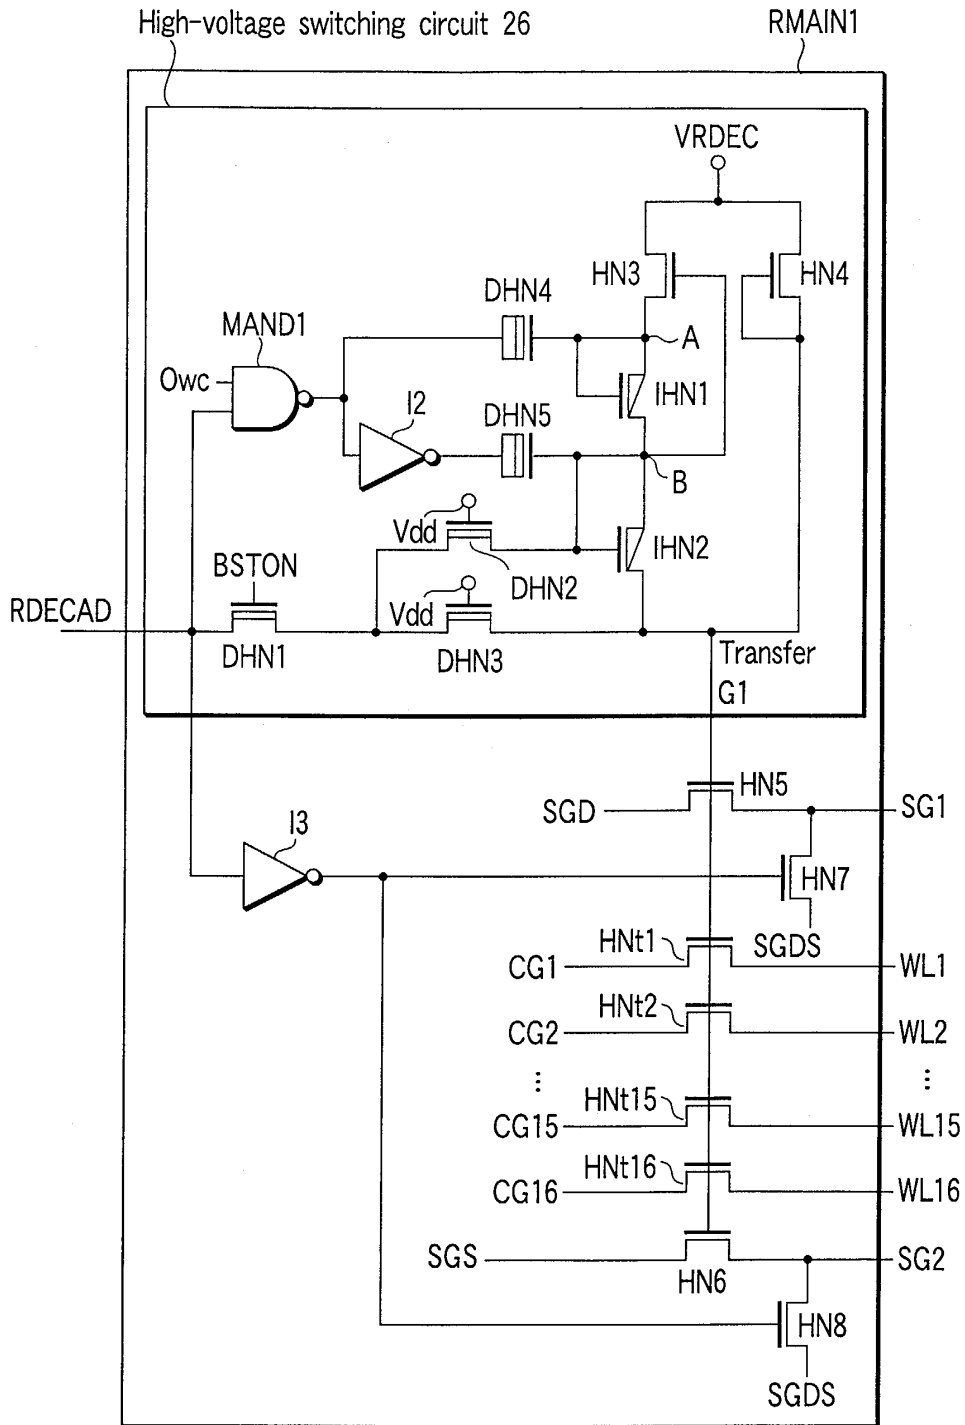 High-voltage switching circuit 26
RMAIN1
VRDEC
HN3
HN4
DHN4
MAND1
A
Owc
I2
IHN1
DHN5
B
Vdd
IHN2
BSTON
DHN2
RDECAD
Vdd
DHN1
DHN3
Transfer
G1
HN5
SGD
SG1
I3
HN7
SGDS
HNt1
CG1
WL1
HNt2
CG2
WL2
⋮
⋮
HNt15
CG15
WL15
HNt16
CG16
WL16
SGS
SG2
HN6
HN8
SGDS